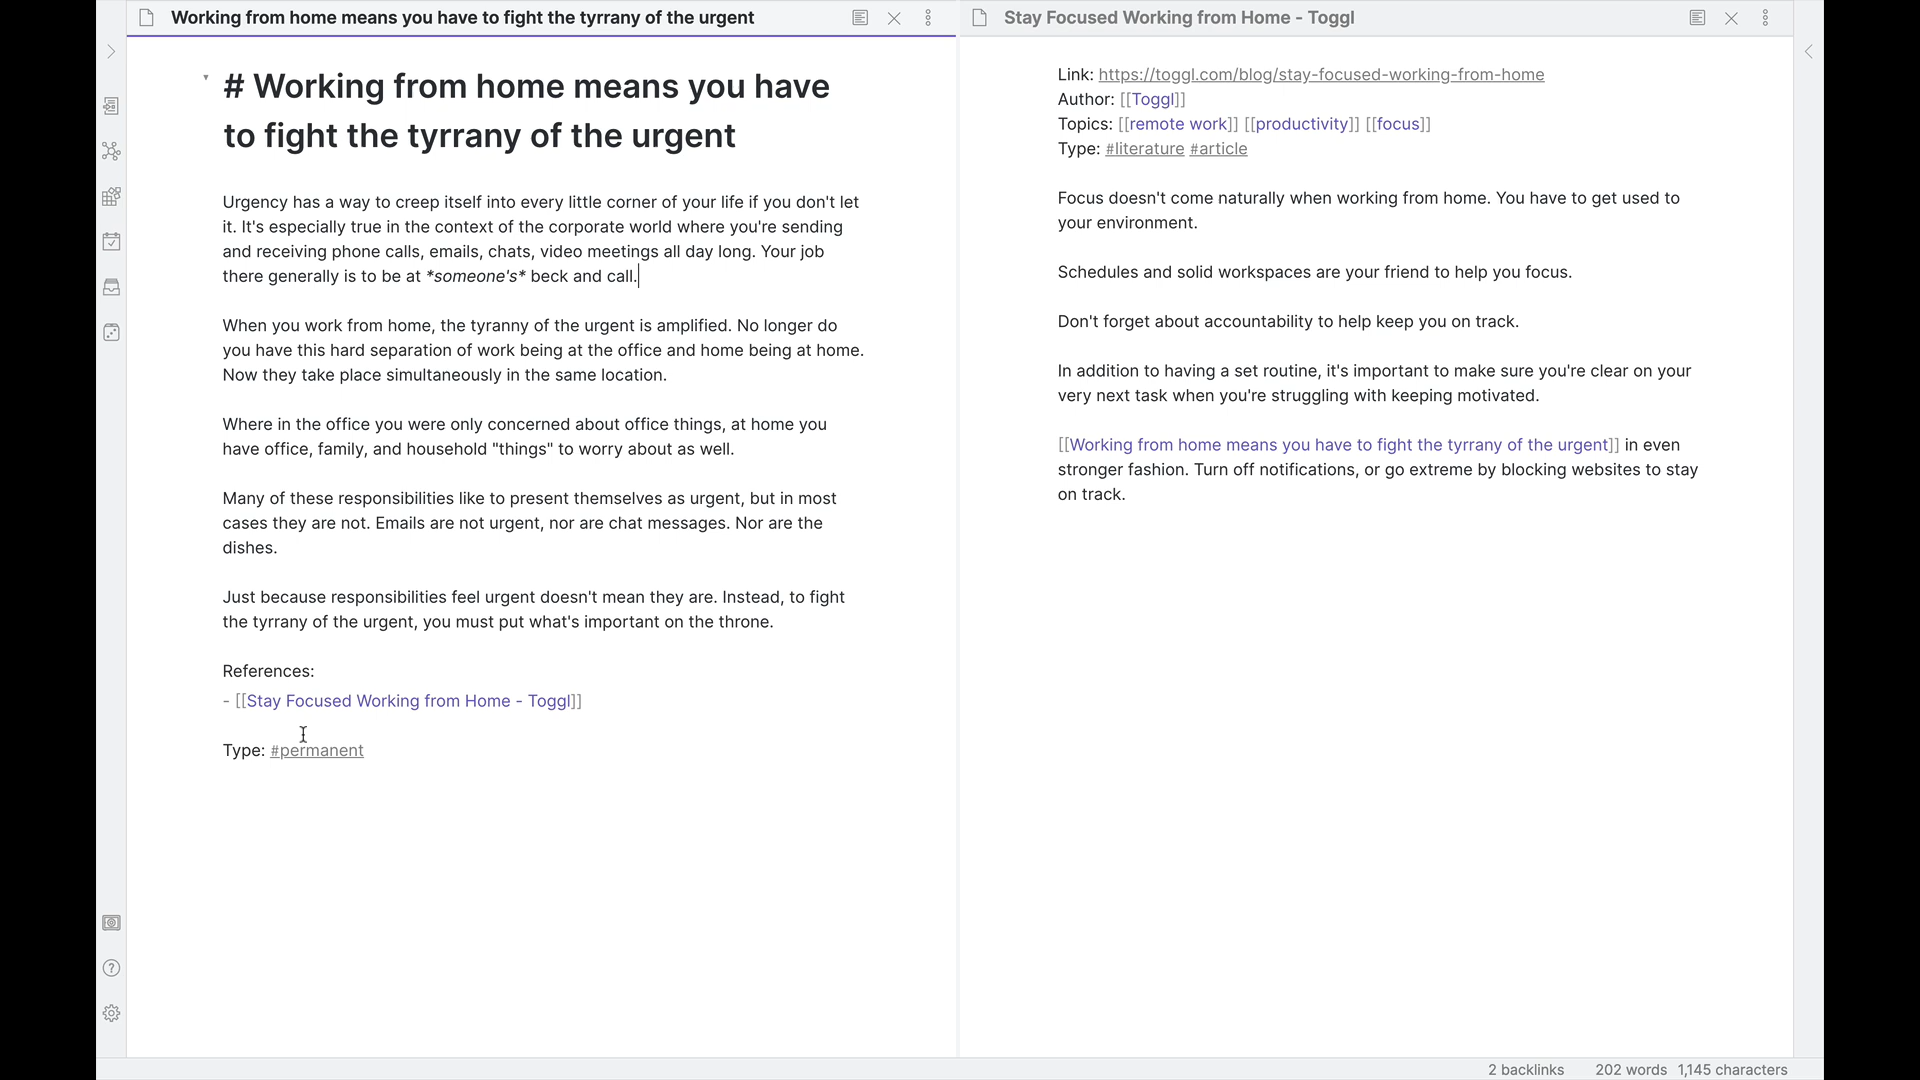 Working from home means you have to fight the tyrrany of the urgent
# Working from home means you have
to fight the tyrrany of the urgent
Urgency has a way to creep itself into every little corner of your life if you don't let
it. It's especially true in the context of the corporate world where you're sending
and receiving phone calls, emails, chats, video meetings all day long. Your job
there generally is to be at *someone's* beck and call.
When you work from home, the tyranny of the urgent is amplified. No longer do
you have this hard separation of work being at the office and home being at home.
Now they take place simultaneously in the same location.
Where in the office you were only concerned about office things, at home you
have office, family, and household "things" to worry about as well.
Many of these responsibilities like to present themselves as urgent, but in most
cases they are not. Emails are not urgent, nor are chat messages. Nor are the
dishes.
Just because responsibilities feel urgent doesn't mean they are. Instead, to fight
the tyrrany of the urgent, you must put what's important on the throne.
References:
- [[Stay Focused Working from Home - Toggl]]
Type: #permanent
Stay Focused Working from Home - Toggl
Link: https://toggl.com/blog/stay-focused-working-from-home
Author: [[Toggl]]
Topics: [[remote work]] [[productivity]] [[focus]]
Type: #literature #article
Focus doesn't come naturally when working from home. You have to get used to
your environment.
Schedules and solid workspaces are your friend to help you focus.
Don't forget about accountability to help keep you on track.
In addition to having a set routine, it's important to make sure you're clear on your
very next task when you're struggling with keeping motivated.
[[Working from home means you have to fight the tyrrany of the urgent]] in even
stronger fashion. Turn off notifications, or go extreme by blocking websites to stay
on track.
2 backlinks 202 words 1,145 characters